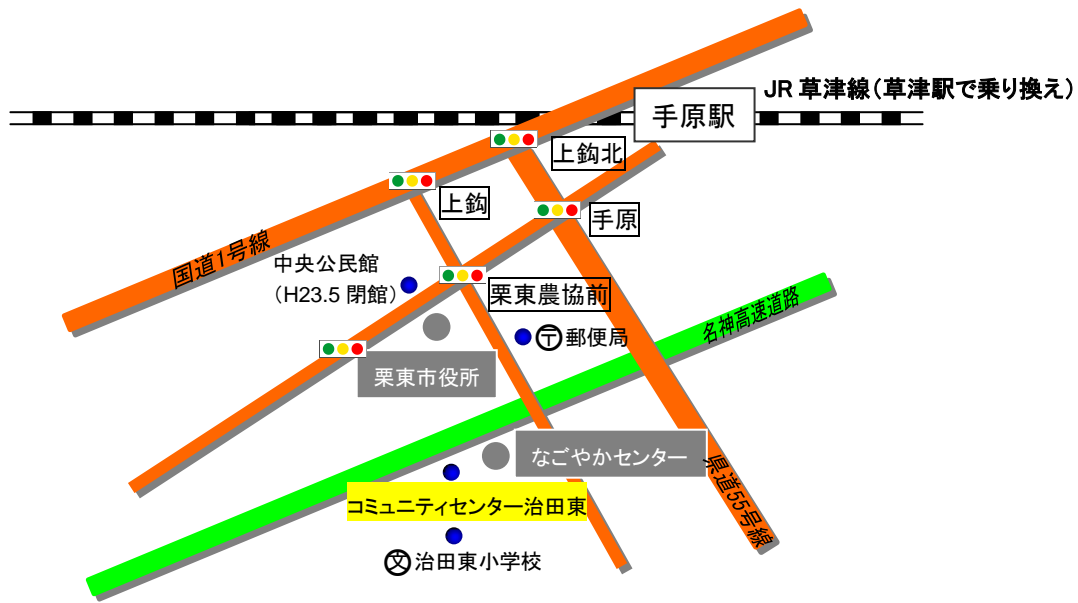 JR 草津線（草津駅で乗り換え）
手原駅
上鈎北
上鈎
手原
国道1号線
中央公民館
（H23.5 閉館）
栗東農協前
名神高速道路
〒郵便局
栗東市役所
なごやかセンター
県道55号線
コミュニティセンター治田東
文治田東小学校